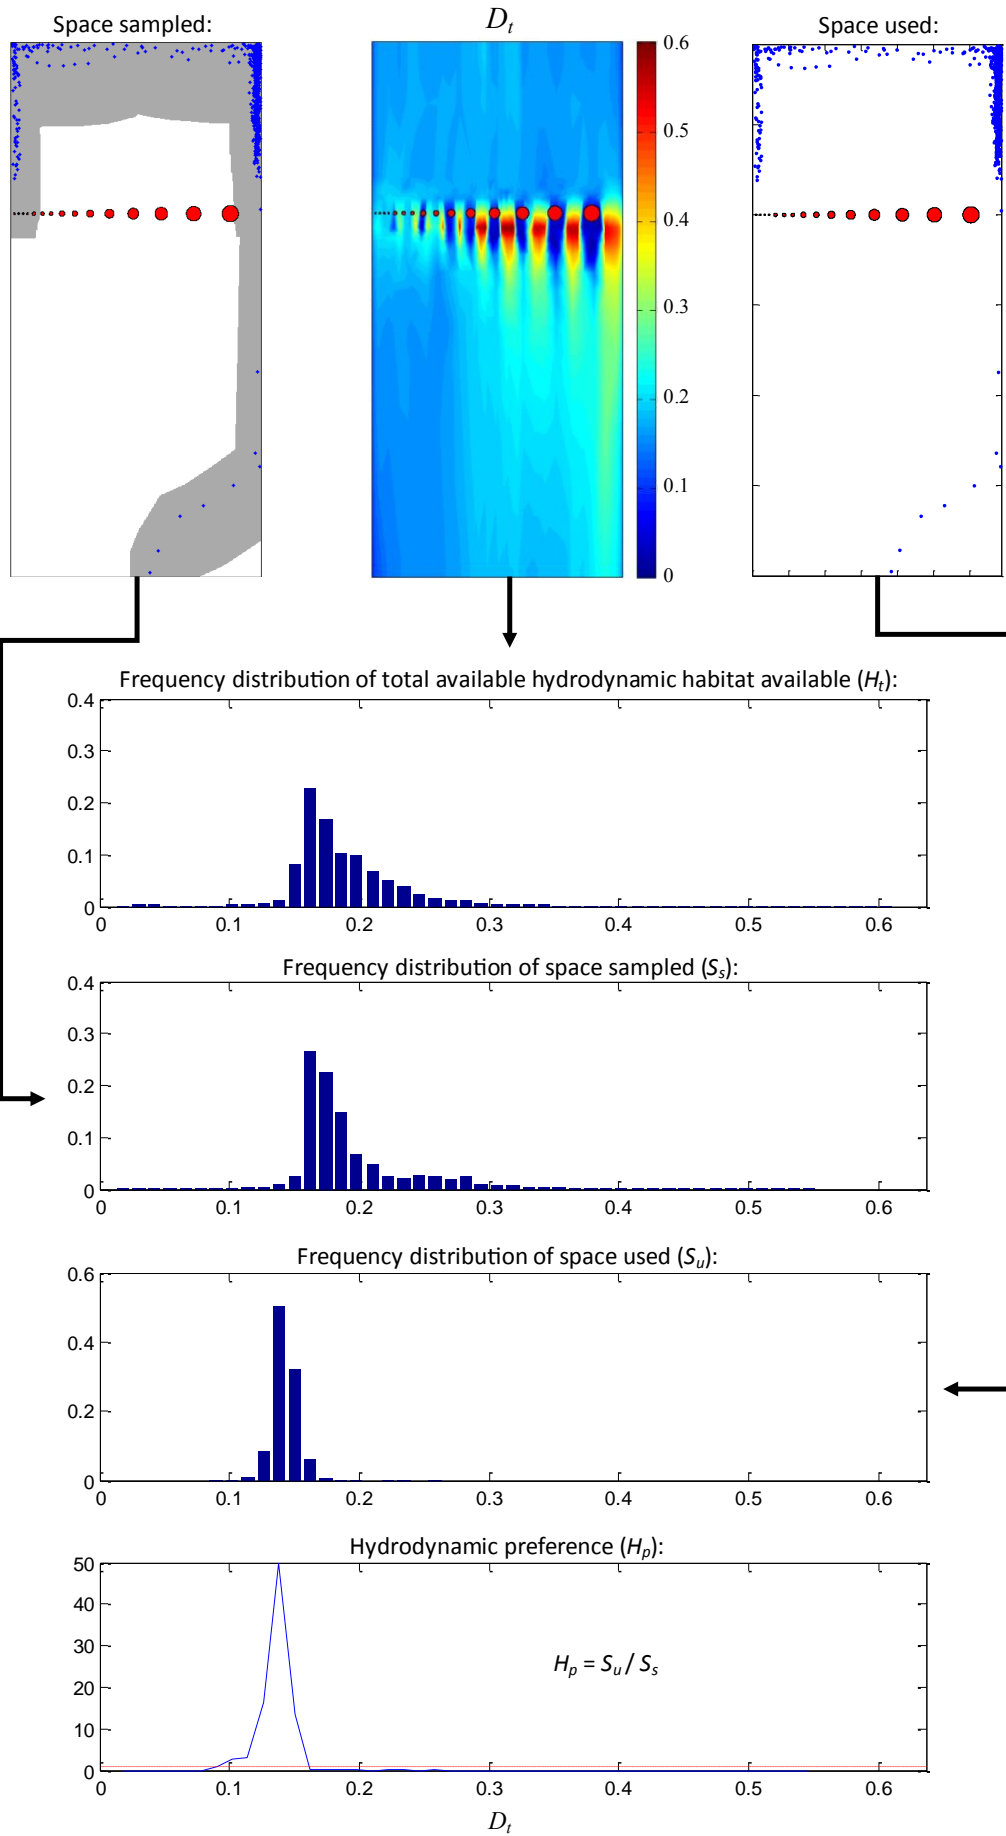 Space sampled:
D_t
Space used:
0.6
0.5
0.4
0.3
0.2
0.1
0
Frequency distribution of total available hydrodynamic habitat available (H_t):
0.4
0.3
0.2
0.1
0
0 0.1 0.2 0.3 0.4 0.5 0.6
Frequency distribution of space sampled (S_s):
0.4
0.3
0.2
0.1
0
0 0.1 0.2 0.3 0.4 0.5 0.6
Frequency distribution of space used (S_u):
0.6
0.4
0.2
0
0 0.1 0.2 0.3 0.4 0.5 0.6
Hydrodynamic preference (H_p):
50
40
30
20
10
0
H_p = S_u / S_s
0 0.1 0.2 0.3 0.4 0.5 0.6
D_t